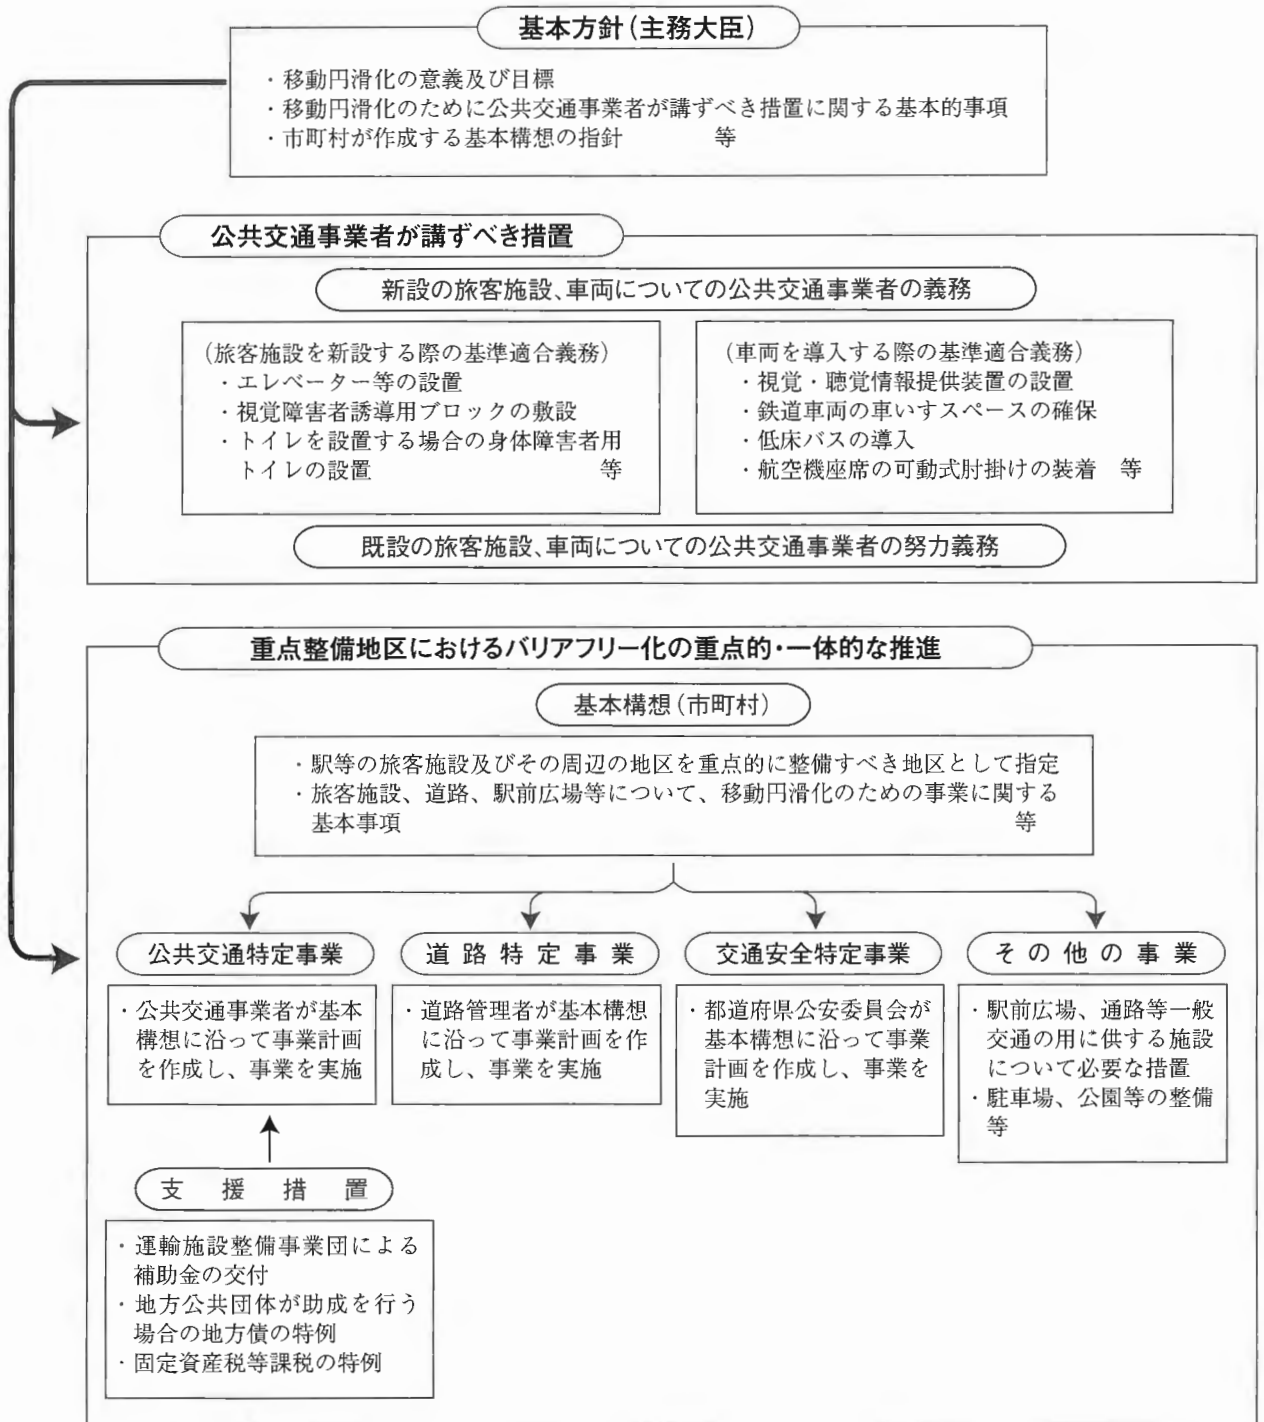 基本方針(主務大臣)
・移動円滑化の意義及び目標
・移動円滑化のために公共交通事業者が講ずべき措置に関する基本的事項
・市町村が作成する基本構想の指針 等
公共交通事業者が講ずべき措置
新設の旅客施設、車両についての公共交通事業者の義務
(旅客施設を新設する際の基準適合義務)
・エレベーター等の設置
・視覚障害者誘導用ブロックの敷設
・トイレを設置する場合の身体障害者用
トイレの設置 等
(車両を導入する際の基準適合義務)
・視覚・聴覚情報提供装置の設置
・鉄道車両の車いすスペースの確保
・低床バスの導入
・航空機座席の可動式肘掛けの装着 等
既設の旅客施設、車両についての公共交通事業者の努力義務
重点整備地区におけるバリアフリー化の重点的・一体的な推進
基本構想(市町村)
・駅等の旅客施設及びその周辺の地区を重点的に整備すべき地区として指定
・旅客施設、道路、駅前広場等について、移動円滑化のための事業に関する
基本事項 等
公共交通特定事業
・公共交通事業者が基本
構想に沿って事業計画
を作成し、事業を実施
道路特定事業
・道路管理者が基本構想
に沿って事業計画を作
成し、事業を実施
交通安全特定事業
・都道府県公安委員会が
基本構想に沿って事業
計画を作成し、事業を
実施
その他の事業
・駅前広場、通路等一般
交通の用に供する施設
について必要な措置
・駐車場、公園等の整備
等
支援措置
・運輸施設整備事業団による
補助金の交付
・地方公共団体が助成を行う
場合の地方債の特例
・固定資産税等課税の特例